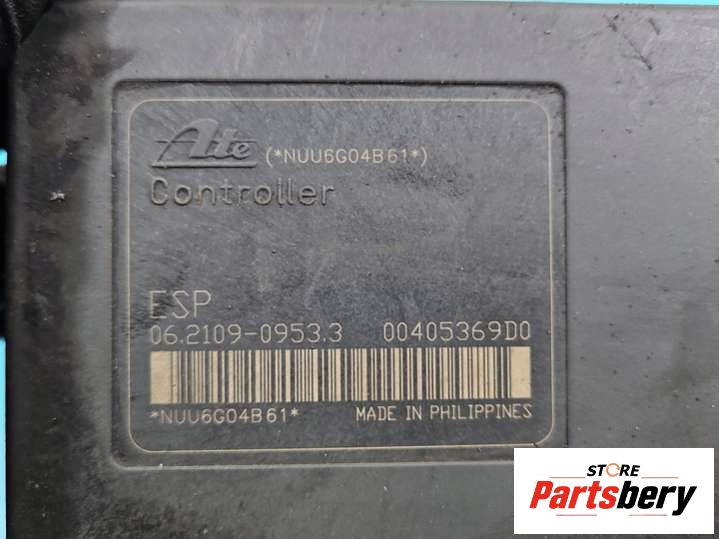 Ate (*NUU6G04B61*)
Controller
ESP
06.2109-0953.3 00405369D0
*NUU6G04B61* MADE IN PHILIPPINES
STORE
Partsbery